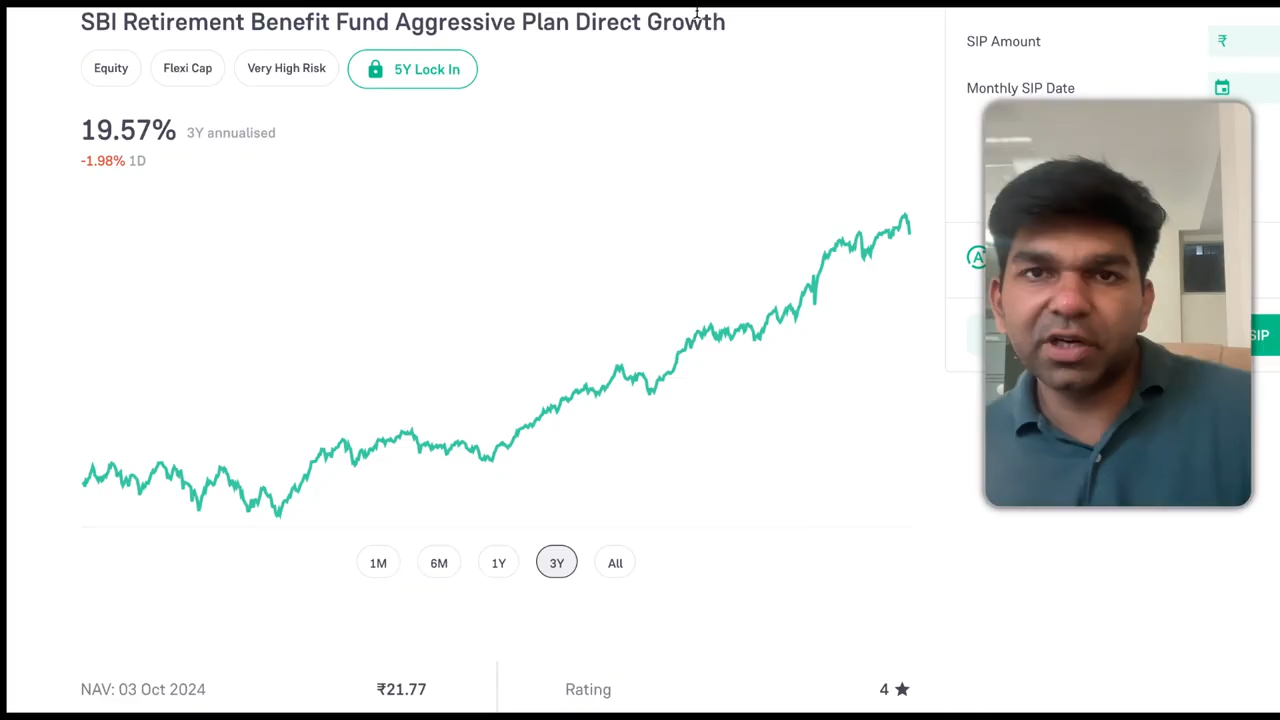 SBI Retirement Benefit Fund Aggressive Plan Direct Growth
Equity
Flexi Cap
Very High Risk
5Y Lock In
19.57% 3Y annualised
-1.98% 1D
1M
6M
1Y
3Y
All
NAV: 03 Oct 2024
₹21.77
Rating
4 ★
SIP Amount
₹
Monthly SIP Date
A
SIP